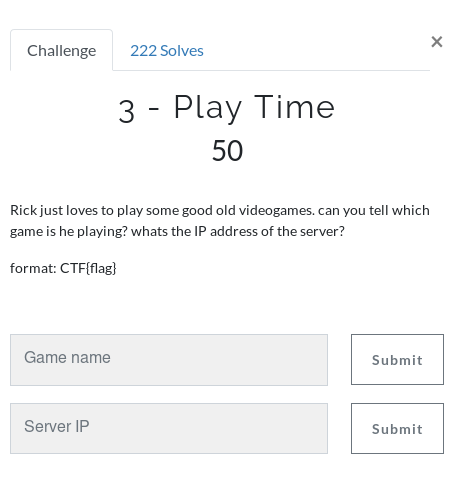 Challenge
222 Solves
×
3 - Play Time
50
Rick just loves to play some good old videogames. can you tell which
game is he playing? whats the IP address of the server?
format: CTF{flag}
Game name
Submit
Server IP
Submit